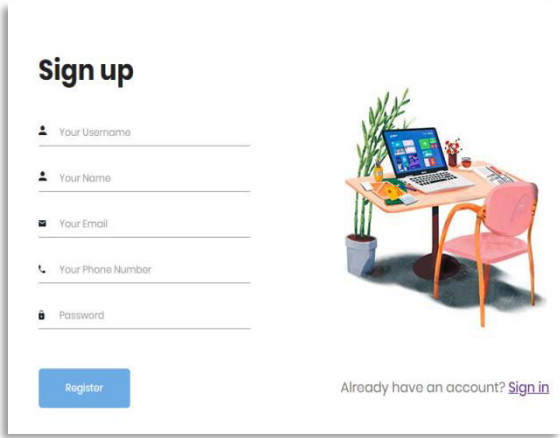 Sign up
Your Username
Your Name
Your Email
Your Phone Number
Password
Register
Already have an account? Sign in